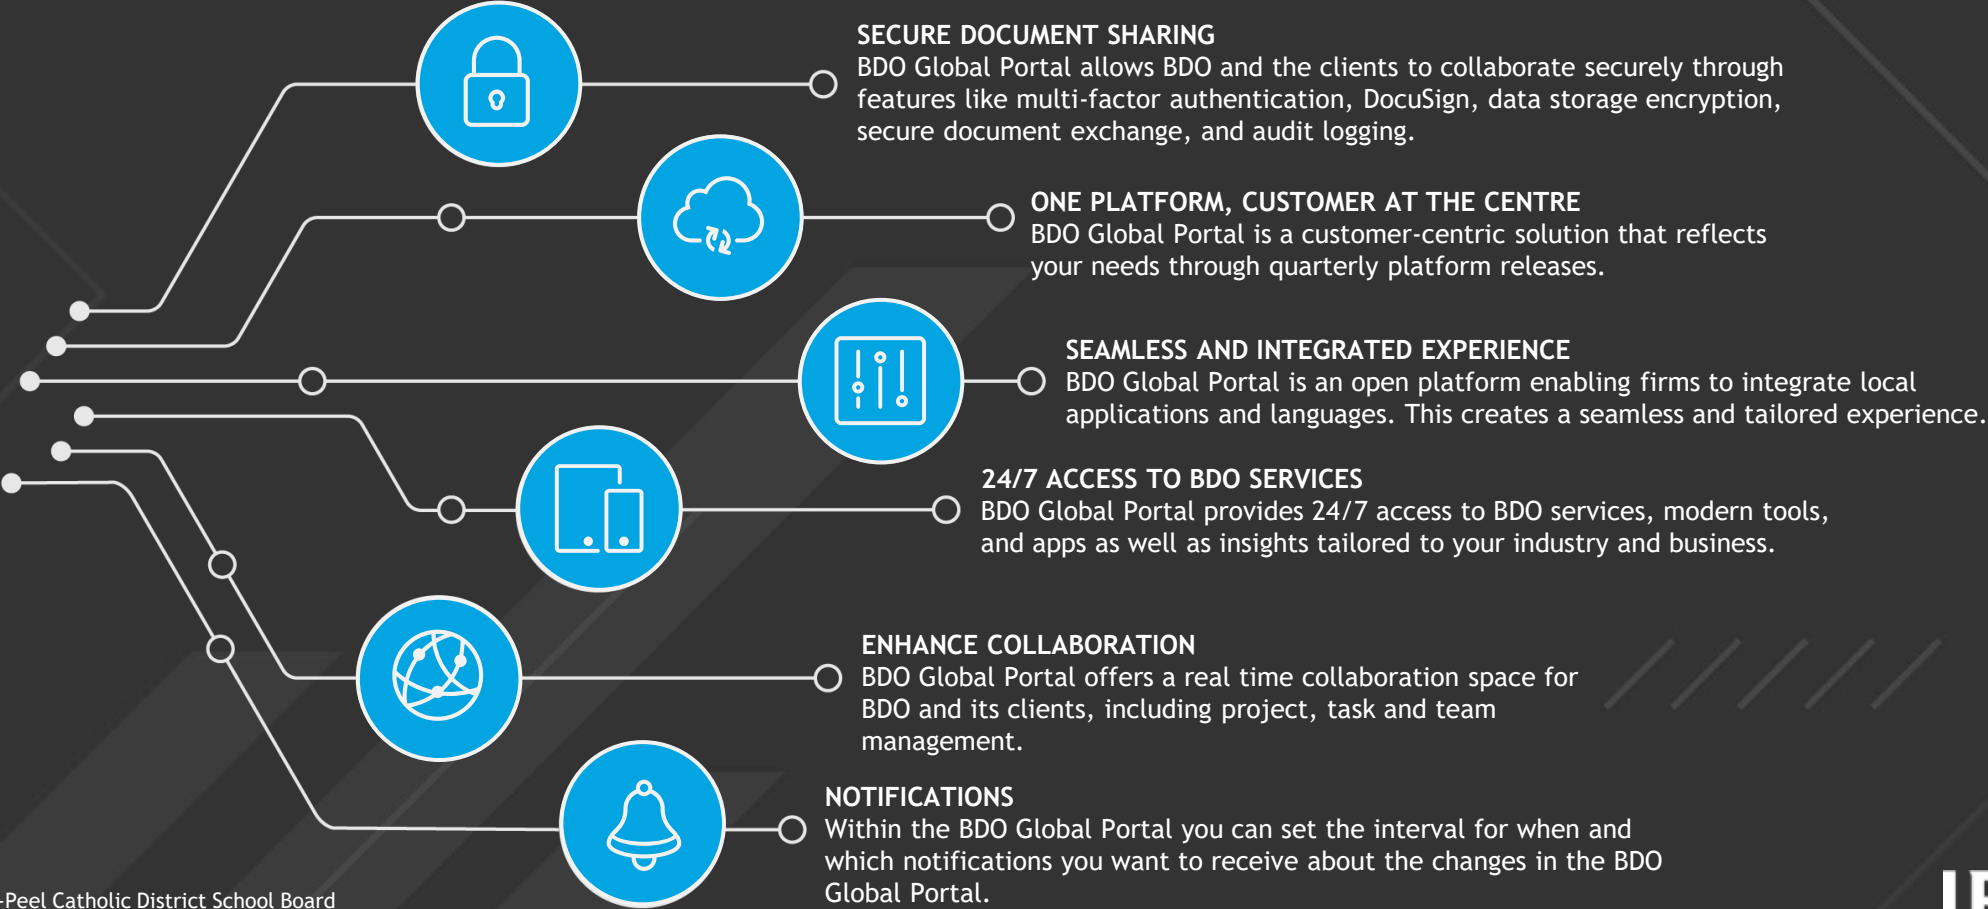 SECURE DOCUMENT SHARING
BDO Global Portal allows BDO and the clients to collaborate securely through
features like multi-factor authentication, DocuSign, data storage encryption,
secure document exchange, and audit logging.
ONE PLATFORM, CUSTOMER AT THE CENTRE
BDO Global Portal is a customer-centric solution that reflects
your needs through quarterly platform releases.
SEAMLESS AND INTEGRATED EXPERIENCE
BDO Global Portal is an open platform enabling firms to integrate local
applications and languages. This creates a seamless and tailored experience.
24/7 ACCESS TO BDO SERVICES
BDO Global Portal provides 24/7 access to BDO services, modern tools,
and apps as well as insights tailored to your industry and business.
ENHANCE COLLABORATION
BDO Global Portal offers a real time collaboration space for
BDO and its clients, including project, task and team
management.
NOTIFICATIONS
Within the BDO Global Portal you can set the interval for when and
which notifications you want to receive about the changes in the BDO
Global Portal.
-Peel Catholic District School Board